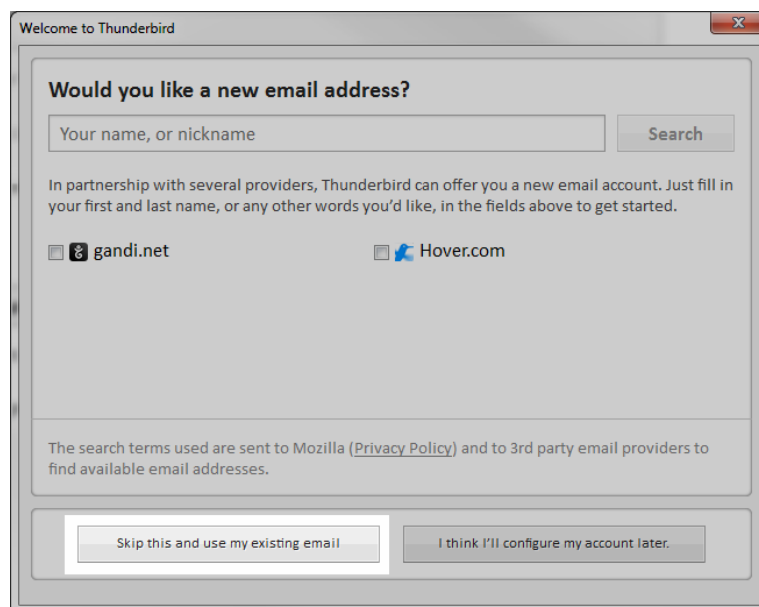 Welcome to Thunderbird
Would you like a new email address?
Your name, or nickname
Search
In partnership with several providers, Thunderbird can offer you a new email account. Just fill in
your first and last name, or any other words you'd like, in the fields above to get started.
gandi.net
Hover.com
The search terms used are sent to Mozilla (Privacy Policy) and to 3rd party email providers to
find available email addresses.
Skip this and use my existing email
I think I'll configure my account later.